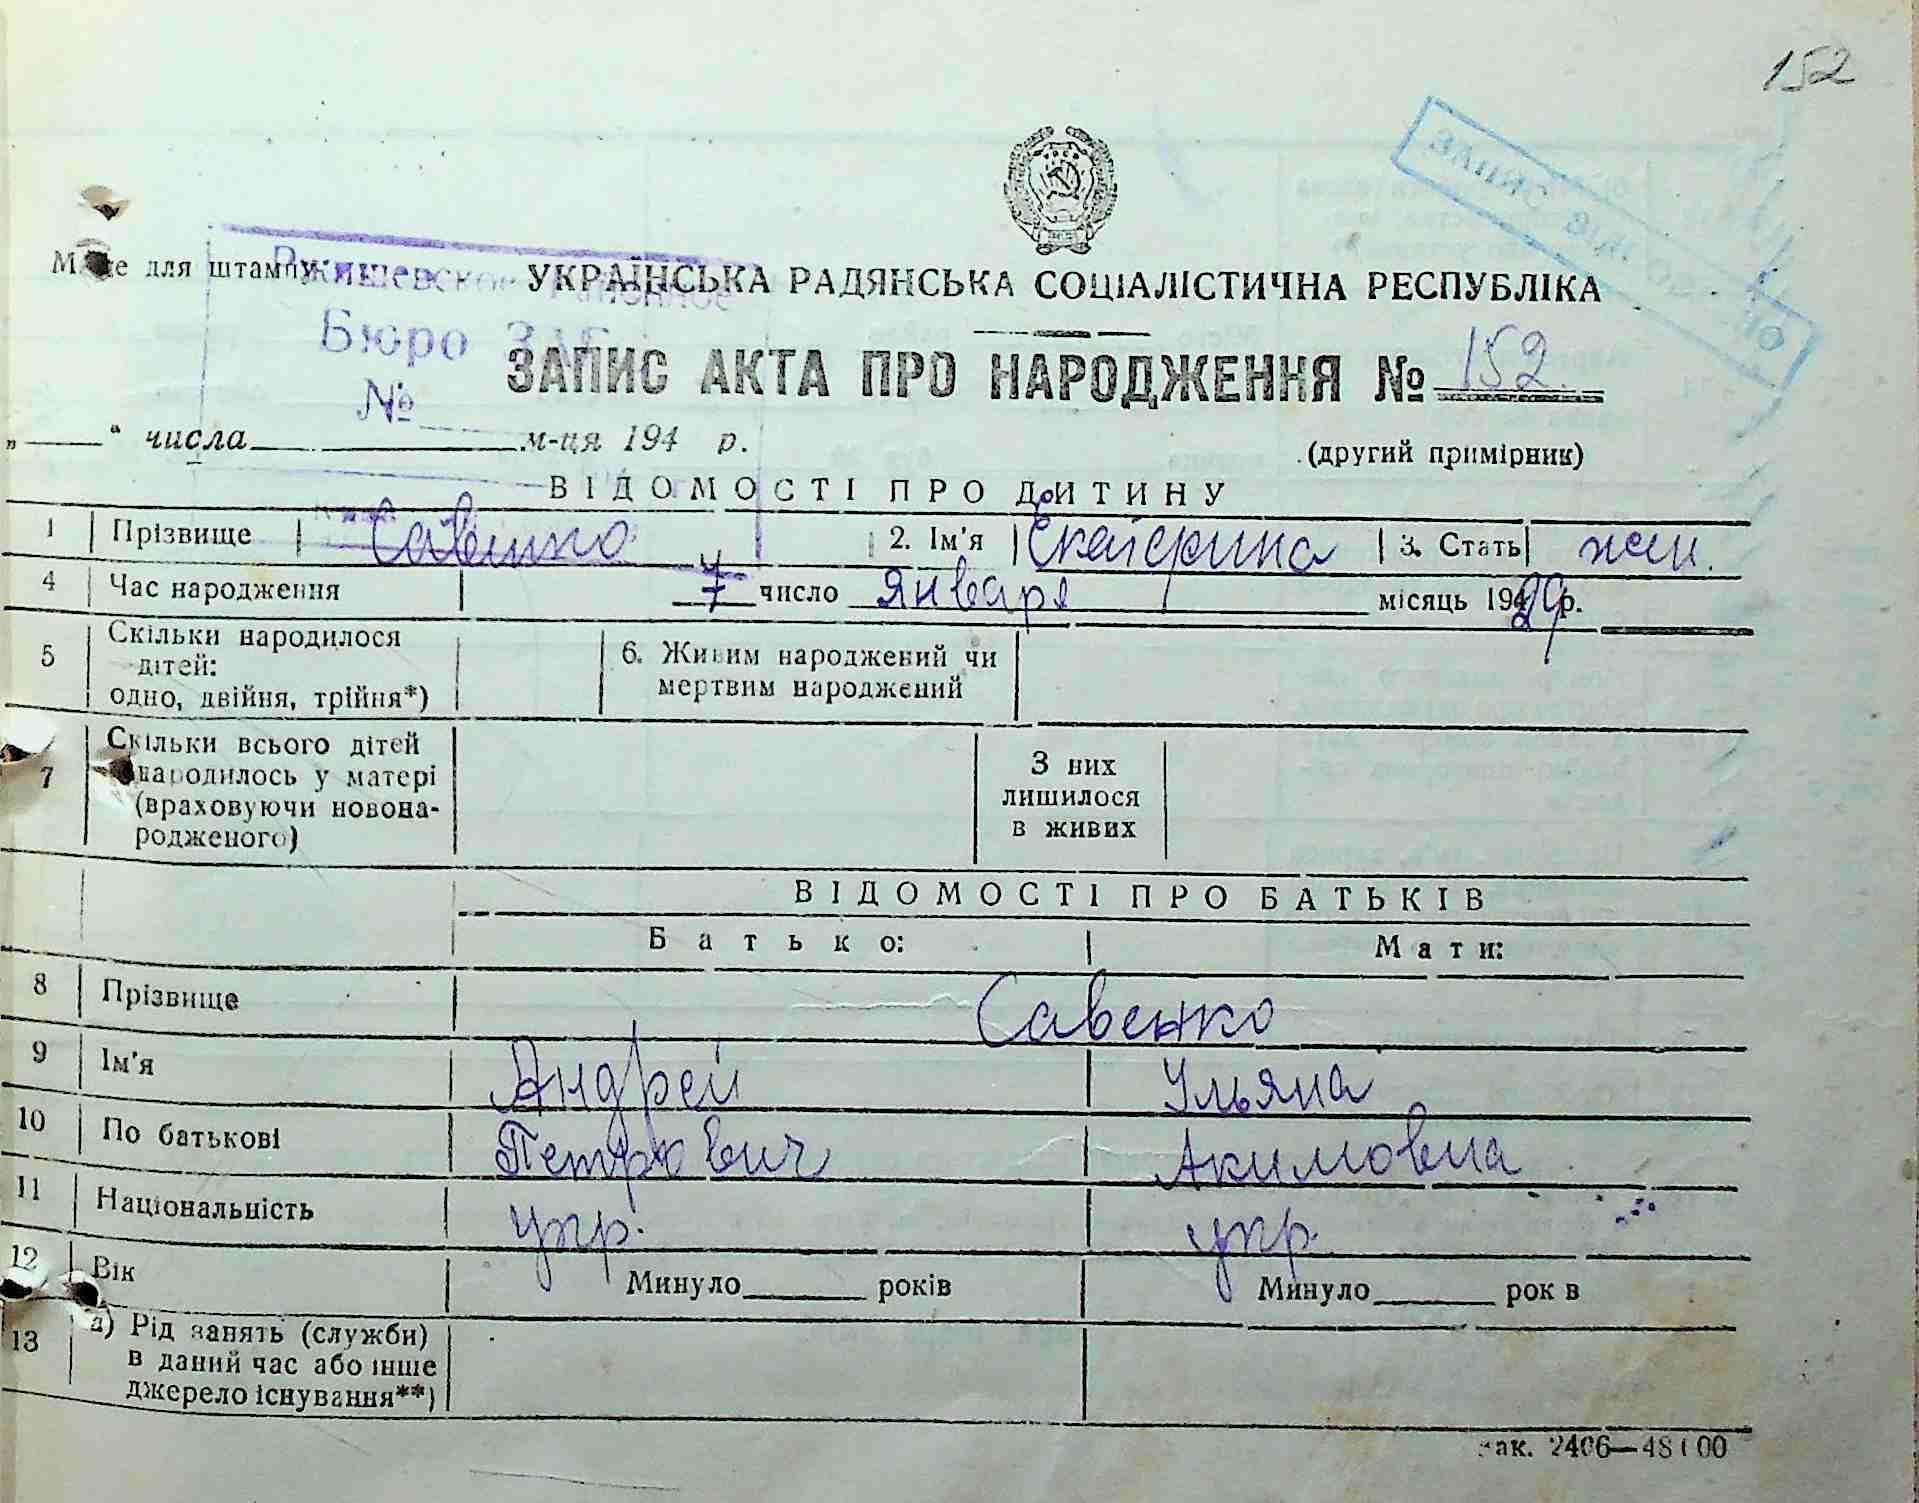 152
Місце для штампу
Ржищевское районное
Бюро ЗАГС
№
УКРАЇНСЬКА РАДЯНСЬКА СОЦІАЛІСТИЧНА РЕСПУБЛІКА
ЗАПИС АКТА ПРО НАРОДЖЕННЯ № 152.
„ “ числа м-ця 194 р.
(другий примірник)
ВІДОМОСТІ ПРО ДИТИНУ
1 Прізвище Савенко 2. Ім'я Екатерина 3. Стать жен.
4 Час народження число января місяць 1929 р.
5 Скільки народилося дітей: одно, двійня, трійня*) 6. Живим народжений чи мертвим народжений
7 Скільки всього дітей народилось у матері (враховуючи новонародженого) З них лишилося в живих
ВІДОМОСТІ ПРО БАТЬКІВ
Батько: Мати:
8 Прізвище Савенко
9 Ім'я Андрей Ульяна
10 По батькові Петрович Акимовна
11 Національність укр. укр.
12 Вік Минуло років Минуло рок в
13 а) Рід занять (служби) в даний час або інше джерело існування**)
Зак. 2406—48100